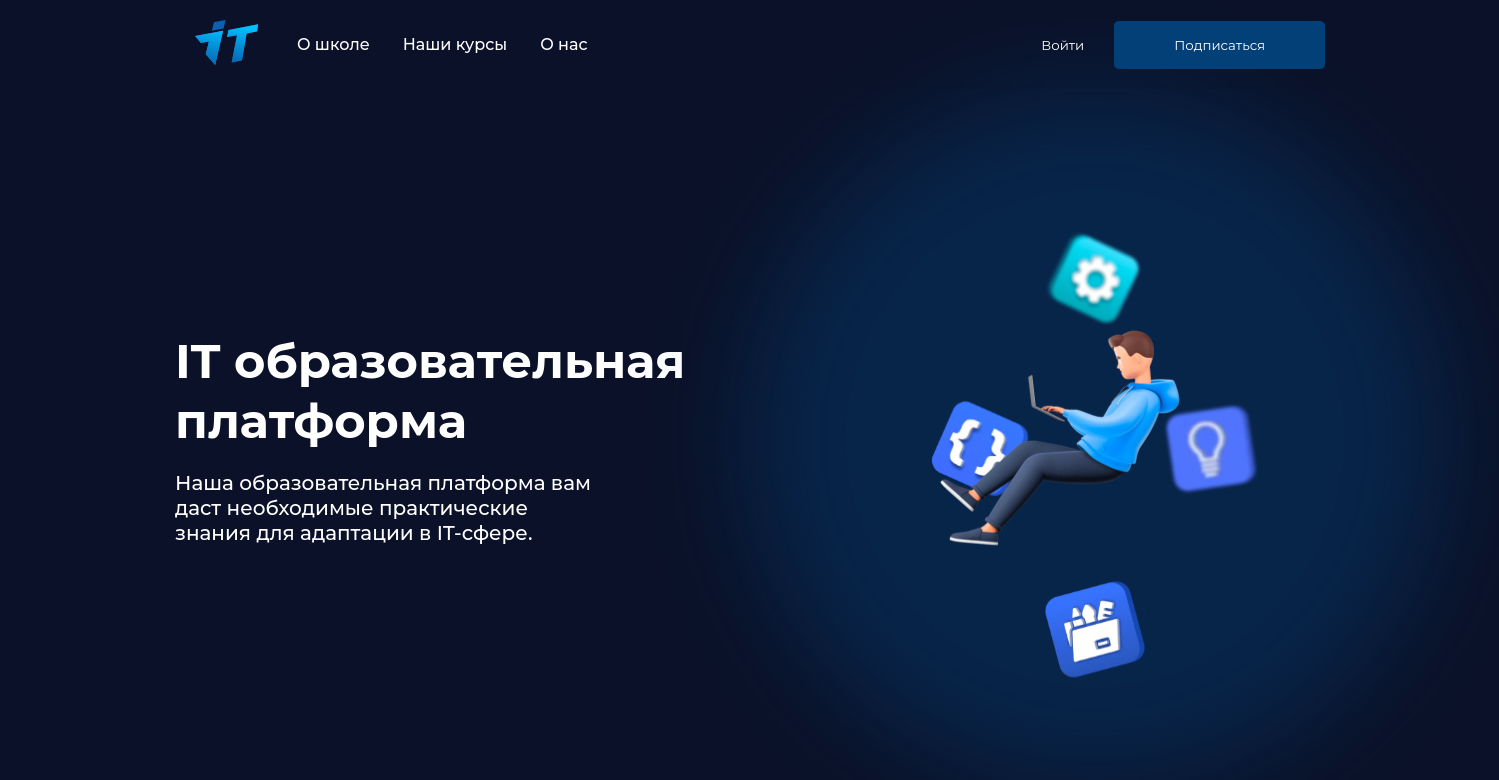 iT
О школе
Наши курсы
О нас
Войти
Подписаться
IT образовательная
платформа
Наша образовательная платформа вам
даст необходимые практические
знания для адаптации в IT-сфере.
{ }